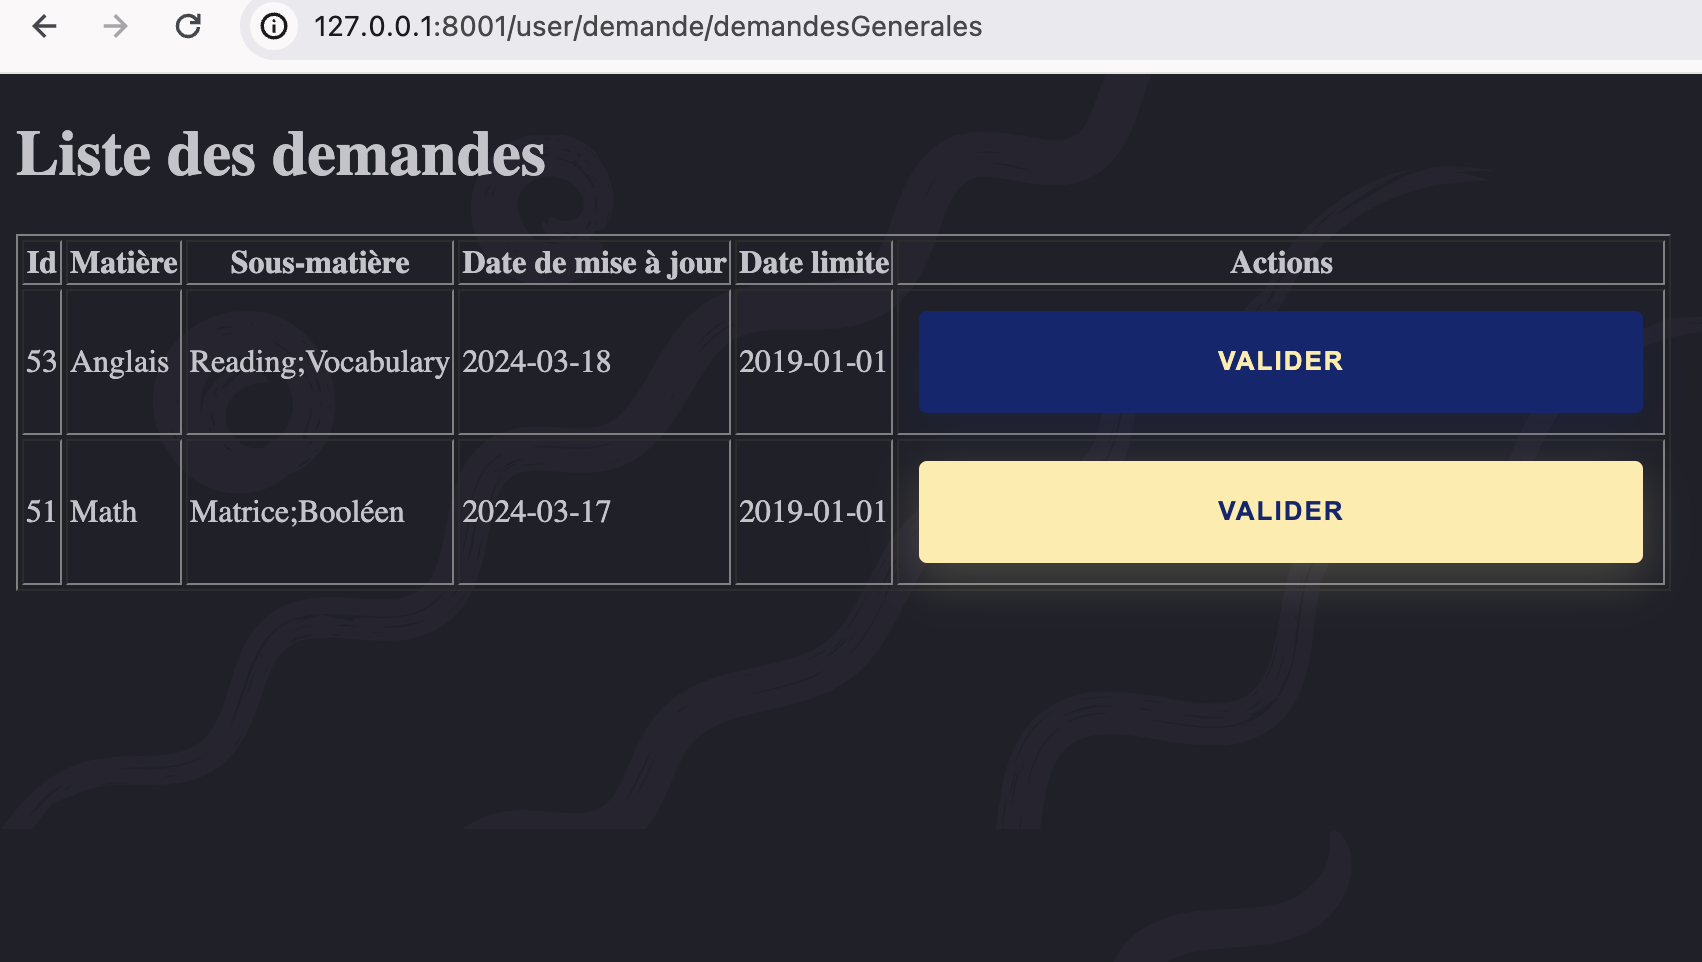 127.0.0.1:8001/user/demande/demandesGenerales
Liste des demandes
Id Matière Sous-matière Date de mise à jour Date limite Actions
53 Anglais Reading;Vocabulary 2024-03-18 2019-01-01 VALIDER
51 Math Matrice;Booléen 2024-03-17 2019-01-01 VALIDER